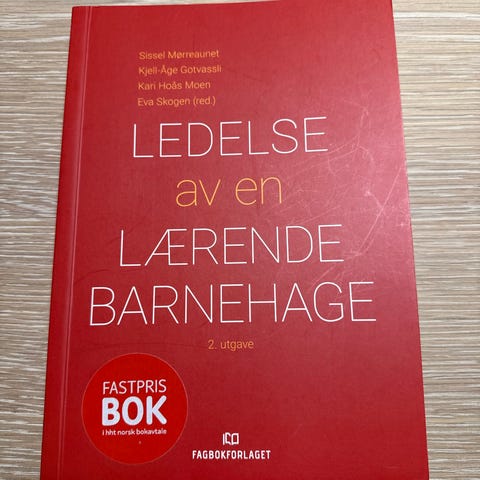 Sissel Mørreaunet
Kjell-Åge Gotvassli
Kari Hoås Moen
Eva Skogen (red.)
LEDELSE
av en
LÆRENDE
BARNEHAGE
2. utgave
FASTPRIS
BOK
i hht norsk bokavtale
FAGBOKFORLAGET